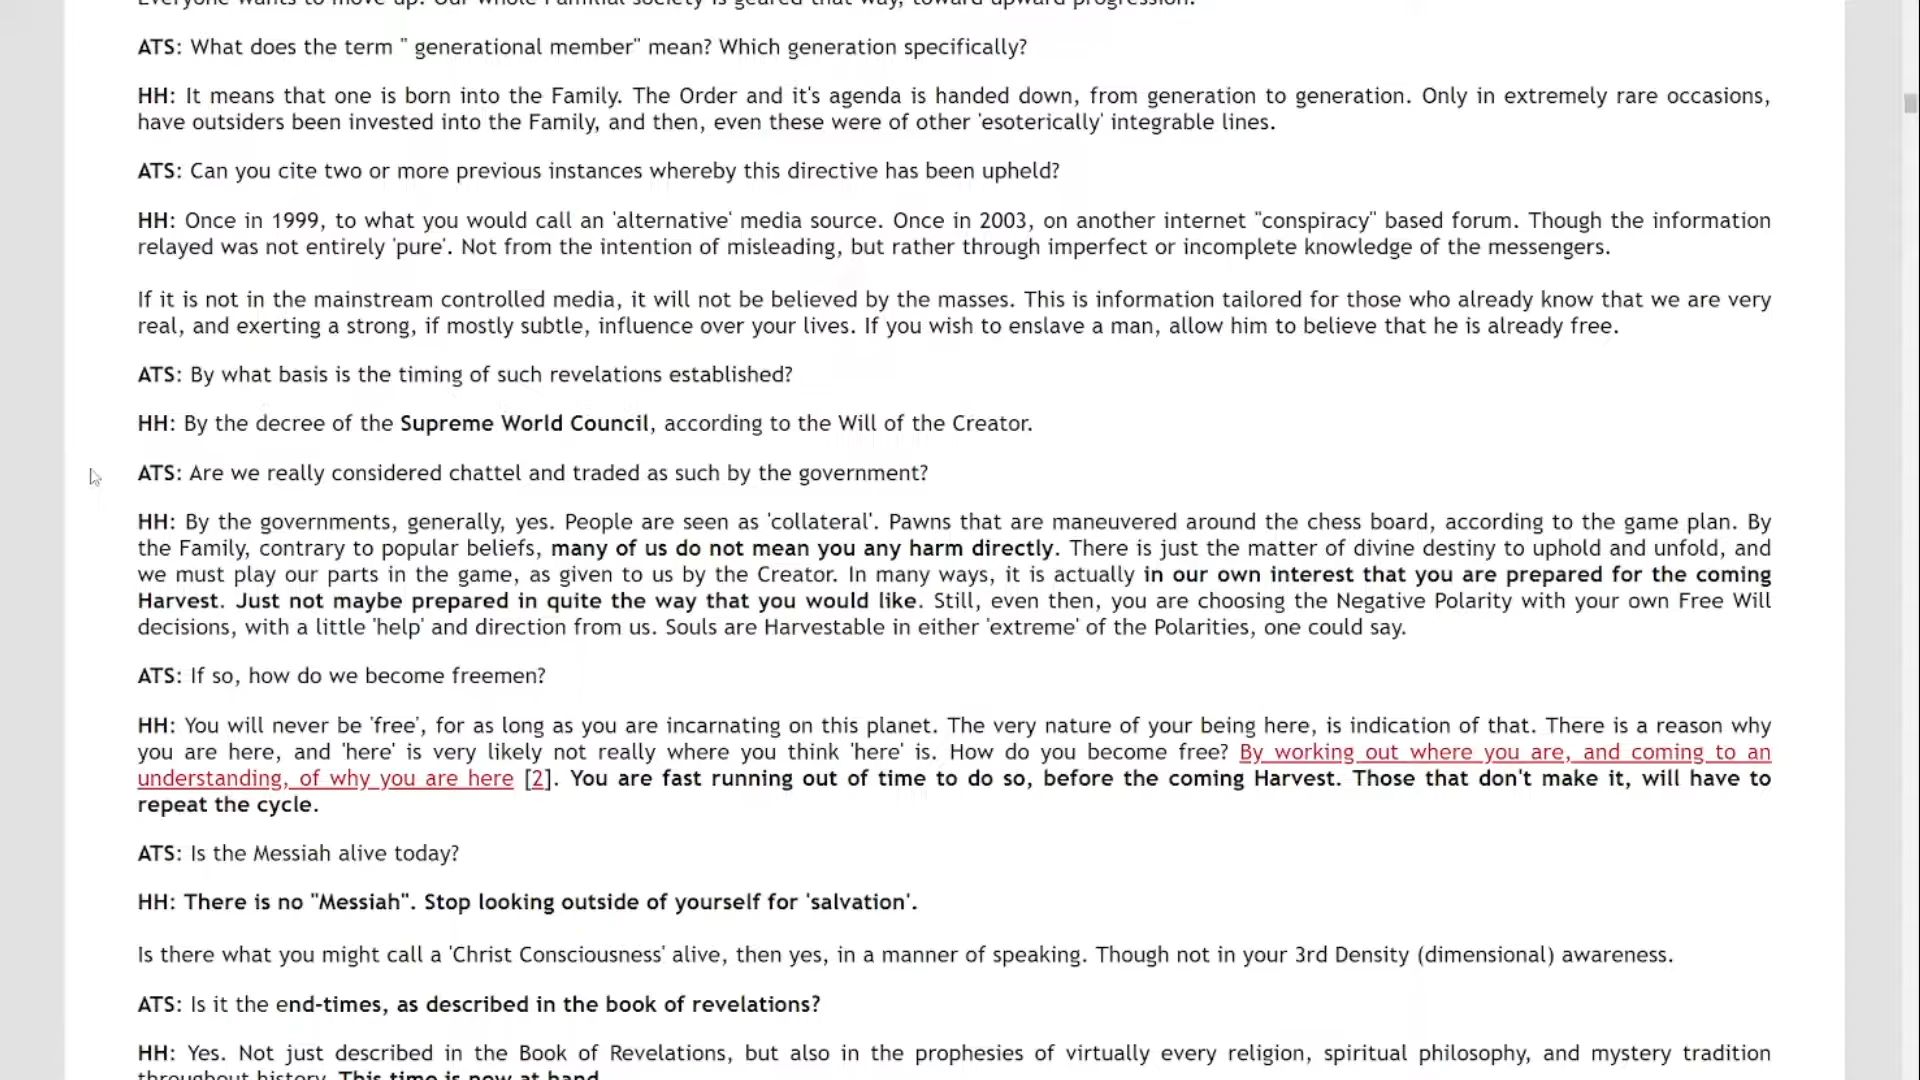 Everyone wants to move up. Our whole Familial society is geared that way, toward upward progression.
ATS: What does the term " generational member" mean? Which generation specifically?
HH: It means that one is born into the Family. The Order and it's agenda is handed down, from generation to generation. Only in extremely rare occasions,
have outsiders been invested into the Family, and then, even these were of other 'esoterically' integrable lines.
ATS: Can you cite two or more previous instances whereby this directive has been upheld?
HH: Once in 1999, to what you would call an 'alternative' media source. Once in 2003, on another internet "conspiracy" based forum. Though the information
relayed was not entirely 'pure'. Not from the intention of misleading, but rather through imperfect or incomplete knowledge of the messengers.
If it is not in the mainstream controlled media, it will not be believed by the masses. This is information tailored for those who already know that we are very
real, and exerting a strong, if mostly subtle, influence over your lives. If you wish to enslave a man, allow him to believe that he is already free.
ATS: By what basis is the timing of such revelations established?
HH: By the decree of the Supreme World Council, according to the Will of the Creator.
ATS: Are we really considered chattel and traded as such by the government?
HH: By the governments, generally, yes. People are seen as 'collateral'. Pawns that are maneuvered around the chess board, according to the game plan. By
the Family, contrary to popular beliefs, many of us do not mean you any harm directly. There is just the matter of divine destiny to uphold and unfold, and
we must play our parts in the game, as given to us by the Creator. In many ways, it is actually in our own interest that you are prepared for the coming
Harvest. Just not maybe prepared in quite the way that you would like. Still, even then, you are choosing the Negative Polarity with your own Free Will
decisions, with a little 'help' and direction from us. Souls are Harvestable in either 'extreme' of the Polarities, one could say.
ATS: If so, how do we become freemen?
HH: You will never be 'free', for as long as you are incarnating on this planet. The very nature of your being here, is indication of that. There is a reason why
you are here, and 'here' is very likely not really where you think 'here' is. How do you become free? By working out where you are, and coming to an
understanding, of why you are here [2]. You are fast running out of time to do so, before the coming Harvest. Those that don't make it, will have to
repeat the cycle.
ATS: Is the Messiah alive today?
HH: There is no "Messiah". Stop looking outside of yourself for 'salvation'.
Is there what you might call a 'Christ Consciousness' alive, then yes, in a manner of speaking. Though not in your 3rd Density (dimensional) awareness.
ATS: Is it the end-times, as described in the book of revelations?
HH: Yes. Not just described in the Book of Revelations, but also in the prophesies of virtually every religion, spiritual philosophy, and mystery tradition
throughout history. This time is now at hand.